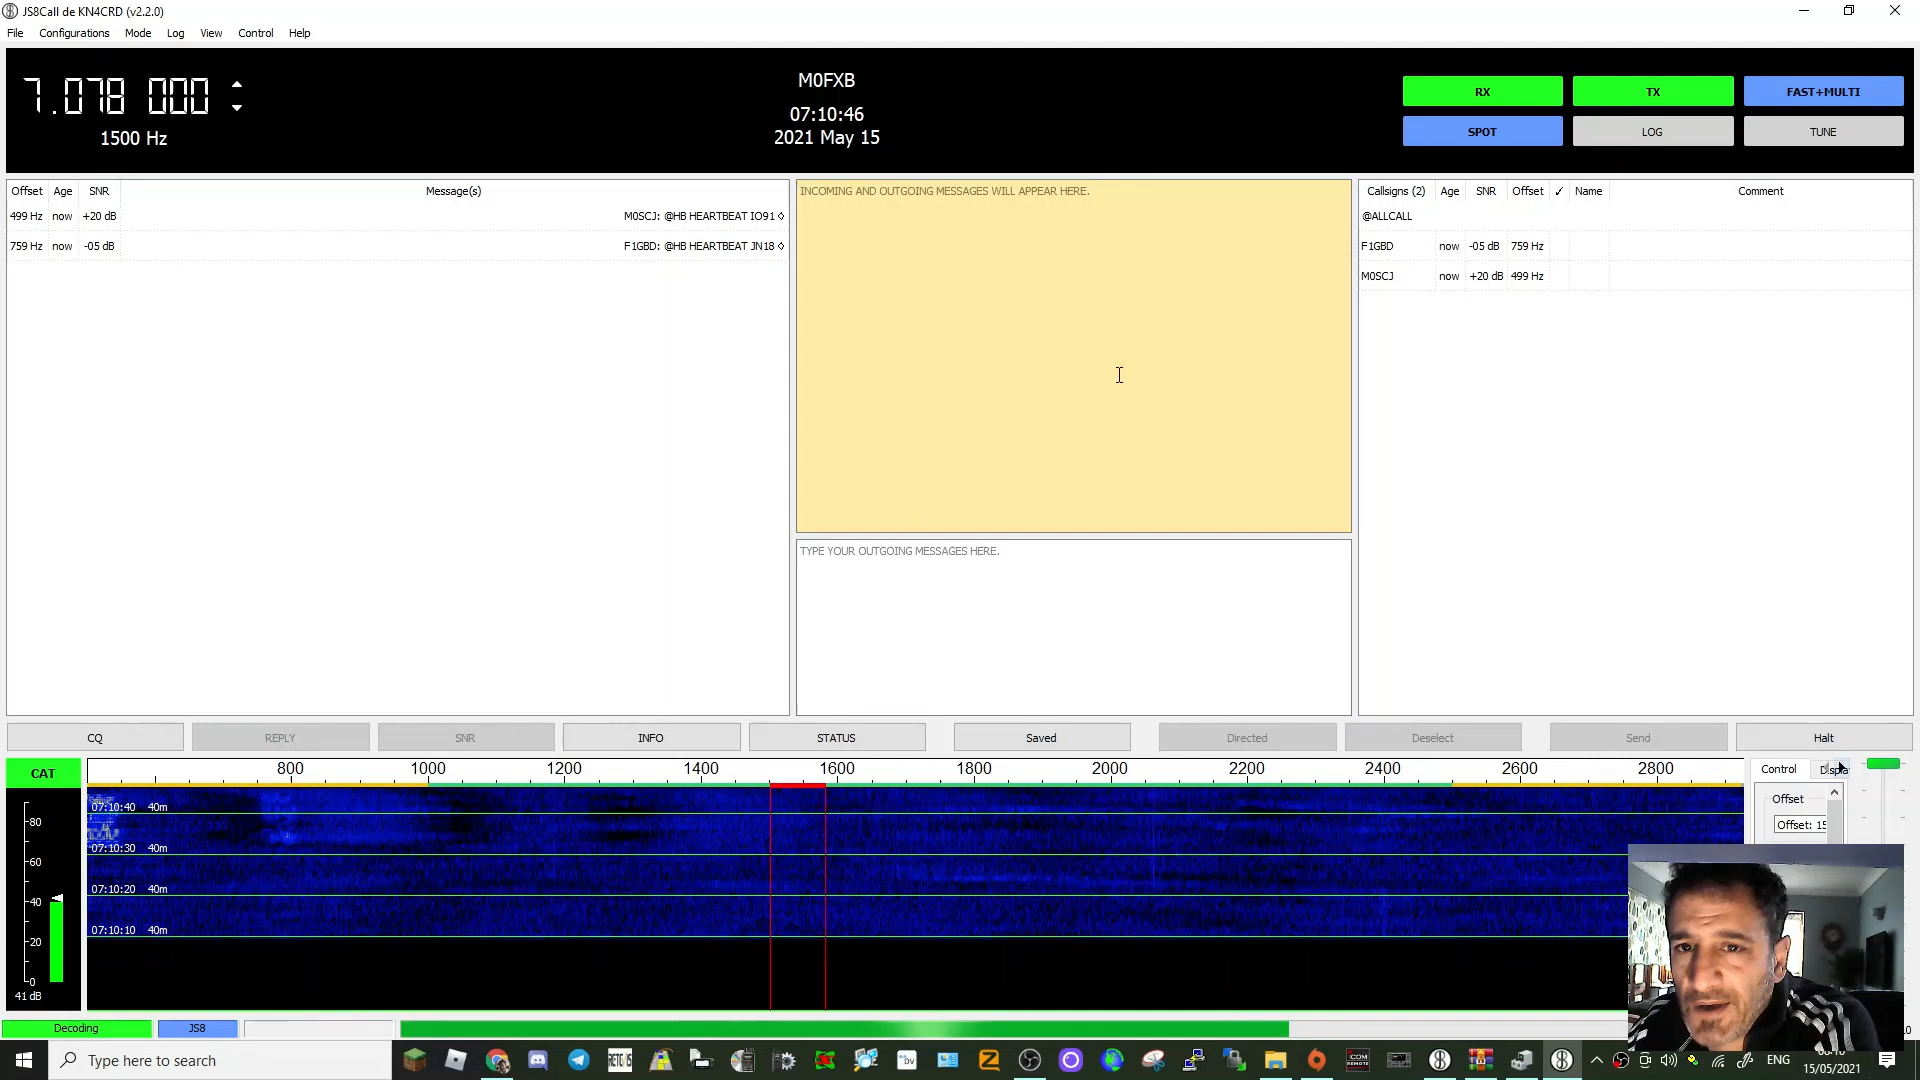 JS8Call de KN4CRD (v2.2.0)
File Configurations Mode Log View Control Help
7.078 000
1500 Hz
M0FXB
07:10:46
2021 May 15
RX TX FAST+MULTI
SPOT LOG TUNE
Offset Age SNR Message(s)
499 Hz now +20 dB M0SCJ: @HB HEARTBEAT IO91 ◊
759 Hz now -05 dB F1GBD: @HB HEARTBEAT JN18 ◊
INCOMING AND OUTGOING MESSAGES WILL APPEAR HERE.
TYPE YOUR OUTGOING MESSAGES HERE.
Callsigns (2) Age SNR Offset ✓ Name Comment
@ALLCALL
F1GBD now -05 dB 759 Hz
M0SCJ now +20 dB 499 Hz
CQ REPLY SNR INFO STATUS Saved Directed Deselect Send Halt
CAT
800 1000 1200 1400 1600 1800 2000 2200 2400 2600 2800
07:10:40 40m
07:10:30 40m
07:10:20 40m
07:10:10 40m
-80
-60
-40
-20
-0
41 dB
Control
Offset
Offset: 15
Decoding JS8
Type here to search
ENG
15/05/2021